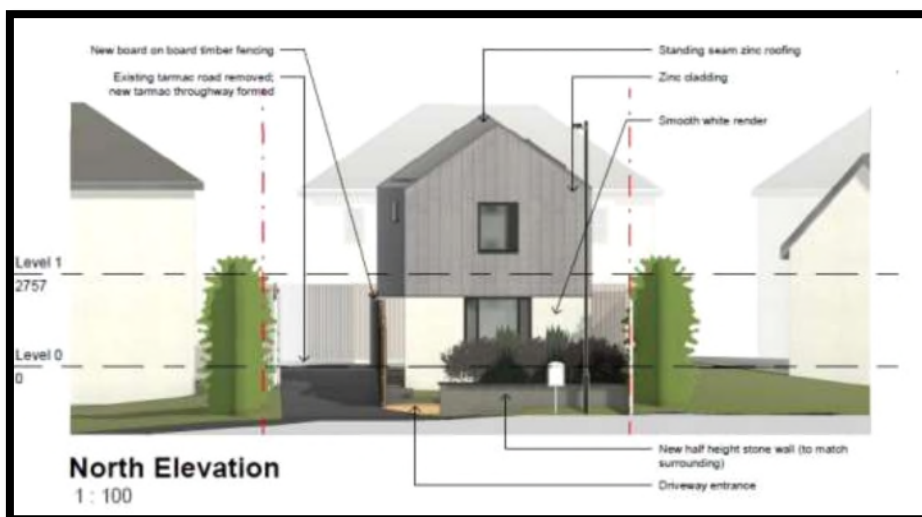 New board on board timber fencing
Existing tarmac road removed;
new tarmac throughway formed
Standing seam zinc roofing
Zinc cladding
Smooth white render
Level 1
2757
Level 0
0
New half height stone wall (to match
surrounding)
Driveway entrance
North Elevation
1 : 100